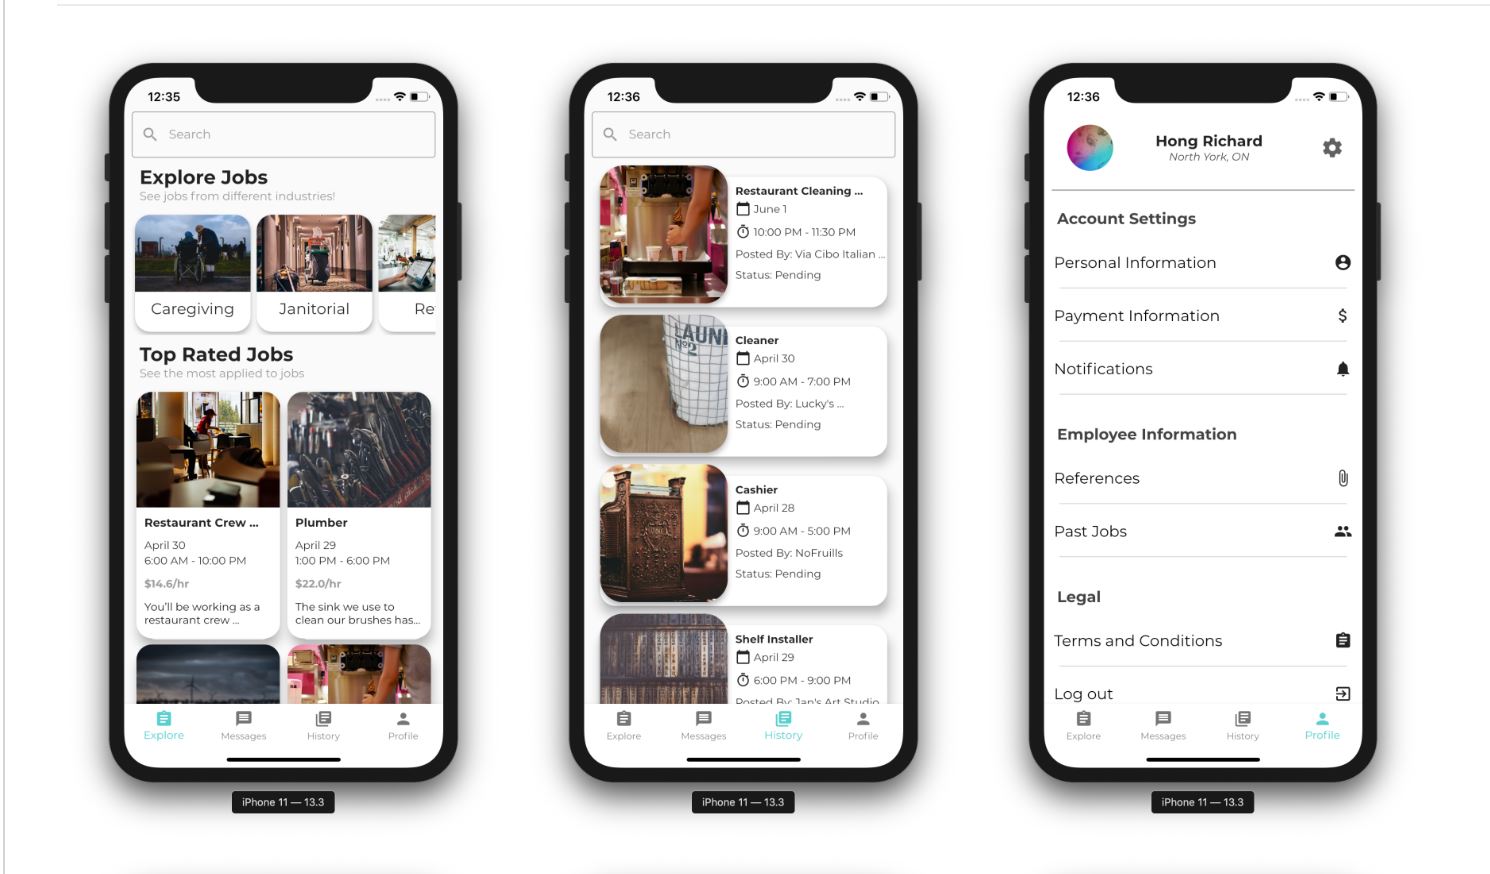 12:35
Search
Explore Jobs
See jobs from different industries!
Caregiving
Janitorial
Re
Top Rated Jobs
See the most applied to jobs
Restaurant Crew ...
April 30
6:00 AM - 10:00 PM
$14.6/hr
You'll be working as a
restaurant crew ...
Plumber
April 29
1:00 PM - 6:00 PM
$22.0/hr
The sink we use to
clean our brushes has...
Explore
Messages
History
Profile
iPhone 11 — 13.3
12:36
Search
Restaurant Cleaning ...
June 1
10:00 PM - 11:30 PM
Posted By: Via Cibo Italian ...
Status: Pending
LAUN
Nº2
Cleaner
April 30
9:00 AM - 7:00 PM
Posted By: Lucky's ...
Status: Pending
Cashier
April 28
9:00 AM - 5:00 PM
Posted By: NoFruills
Status: Pending
Shelf Installer
April 29
6:00 PM - 9:00 PM
Posted By: Jan's Art Studio
Explore
Messages
History
Profile
iPhone 11 — 13.3
12:36
Hong Richard
North York, ON
Account Settings
Personal Information
Payment Information
$
Notifications
Employee Information
References
Past Jobs
Legal
Terms and Conditions
Log out
Explore
Messages
History
Profile
iPhone 11 — 13.3